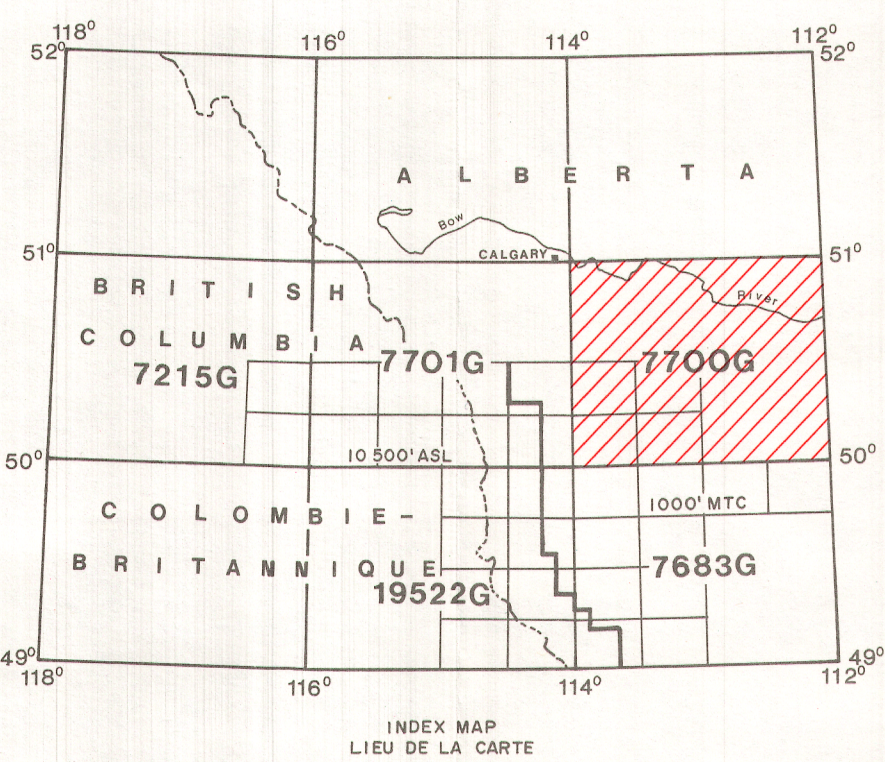 118° 116° 114° 112°
52° 52°
ALBERTA
Bow
51° CALGARY 51°
BRITISH
River
COLUMBIA
7215G 7701G 7700G
10 500' ASL
50° 50°
1000' MTC
COLOMBIE-
BRITANNIQUE 7683G
19522G
49° 49°
118° 116° 114° 112°
INDEX MAP
LIEU DE LA CARTE